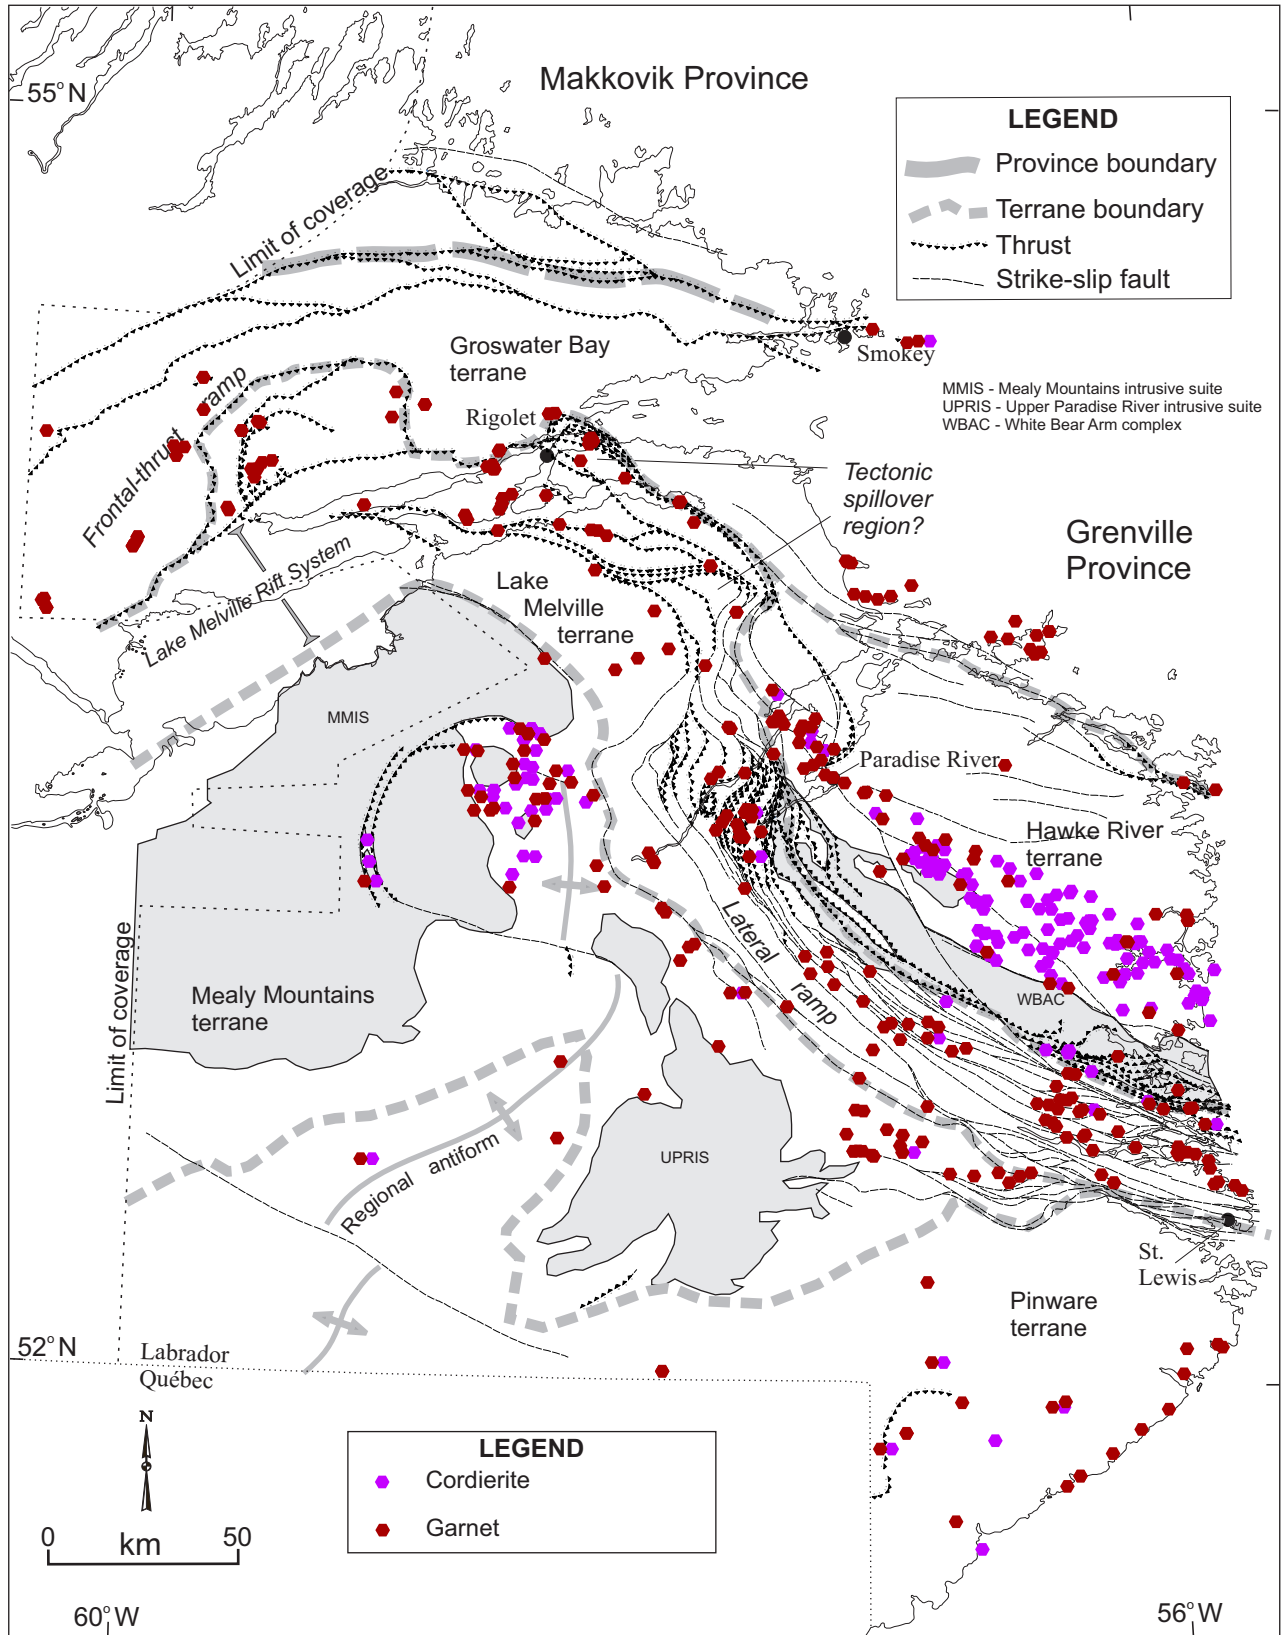 Makkovik Province
55° N
LEGEND
Province boundary
Terrane boundary
Thrust
Strike-slip fault
Limit of coverage
Groswater Bay
terrane
Smokey
MMIS - Mealy Mountains intrusive suite
UPRIS - Upper Paradise River intrusive suite
WBAC - White Bear Arm complex
Frontal-thrust
ramp
Rigolet
Tectonic
spillover
region?
Grenville
Province
Lake Melville Rift System
Lake
Melville
terrane
MMIS
Paradise River
Hawke River
terrane
Lateral
ramp
WBAC
Limit of coverage
Mealy Mountains
terrane
UPRIS
Regional antiform
St.
Lewis
Pinware
terrane
52° N
Labrador
Québec
N
0 50
km
LEGEND
Cordierite
Garnet
60° W
56° W